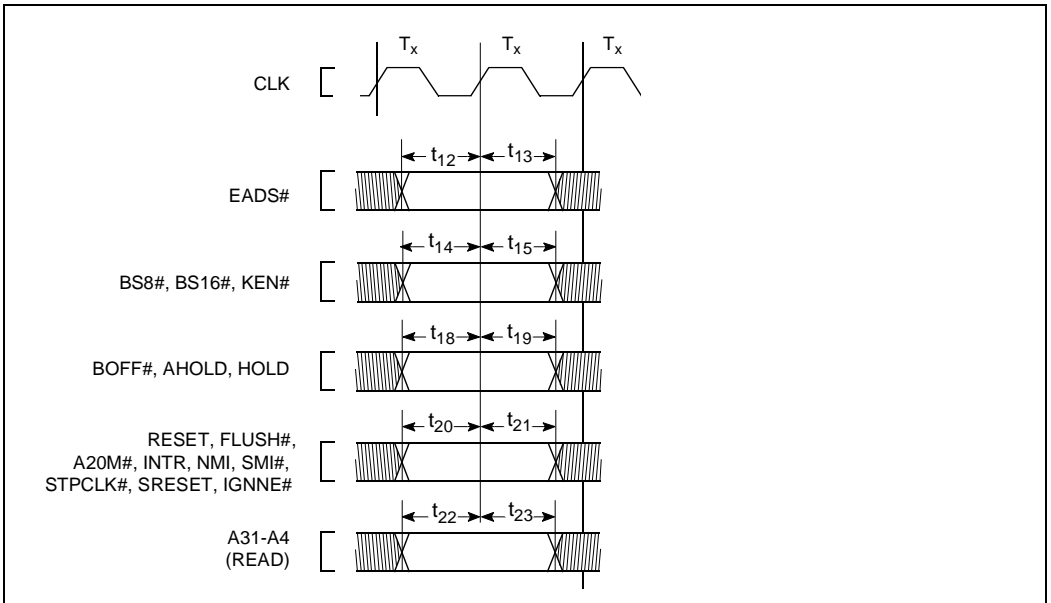 Tx Tx Tx
CLK
t12 t13
EADS#
t14 t15
BS8#, BS16#, KEN#
t18 t19
BOFF#, AHOLD, HOLD
t20 t21
RESET, FLUSH#,
A20M#, INTR, NMI, SMI#,
STPCLK#, SRESET, IGNNE#
t22 t23
A31-A4
(READ)